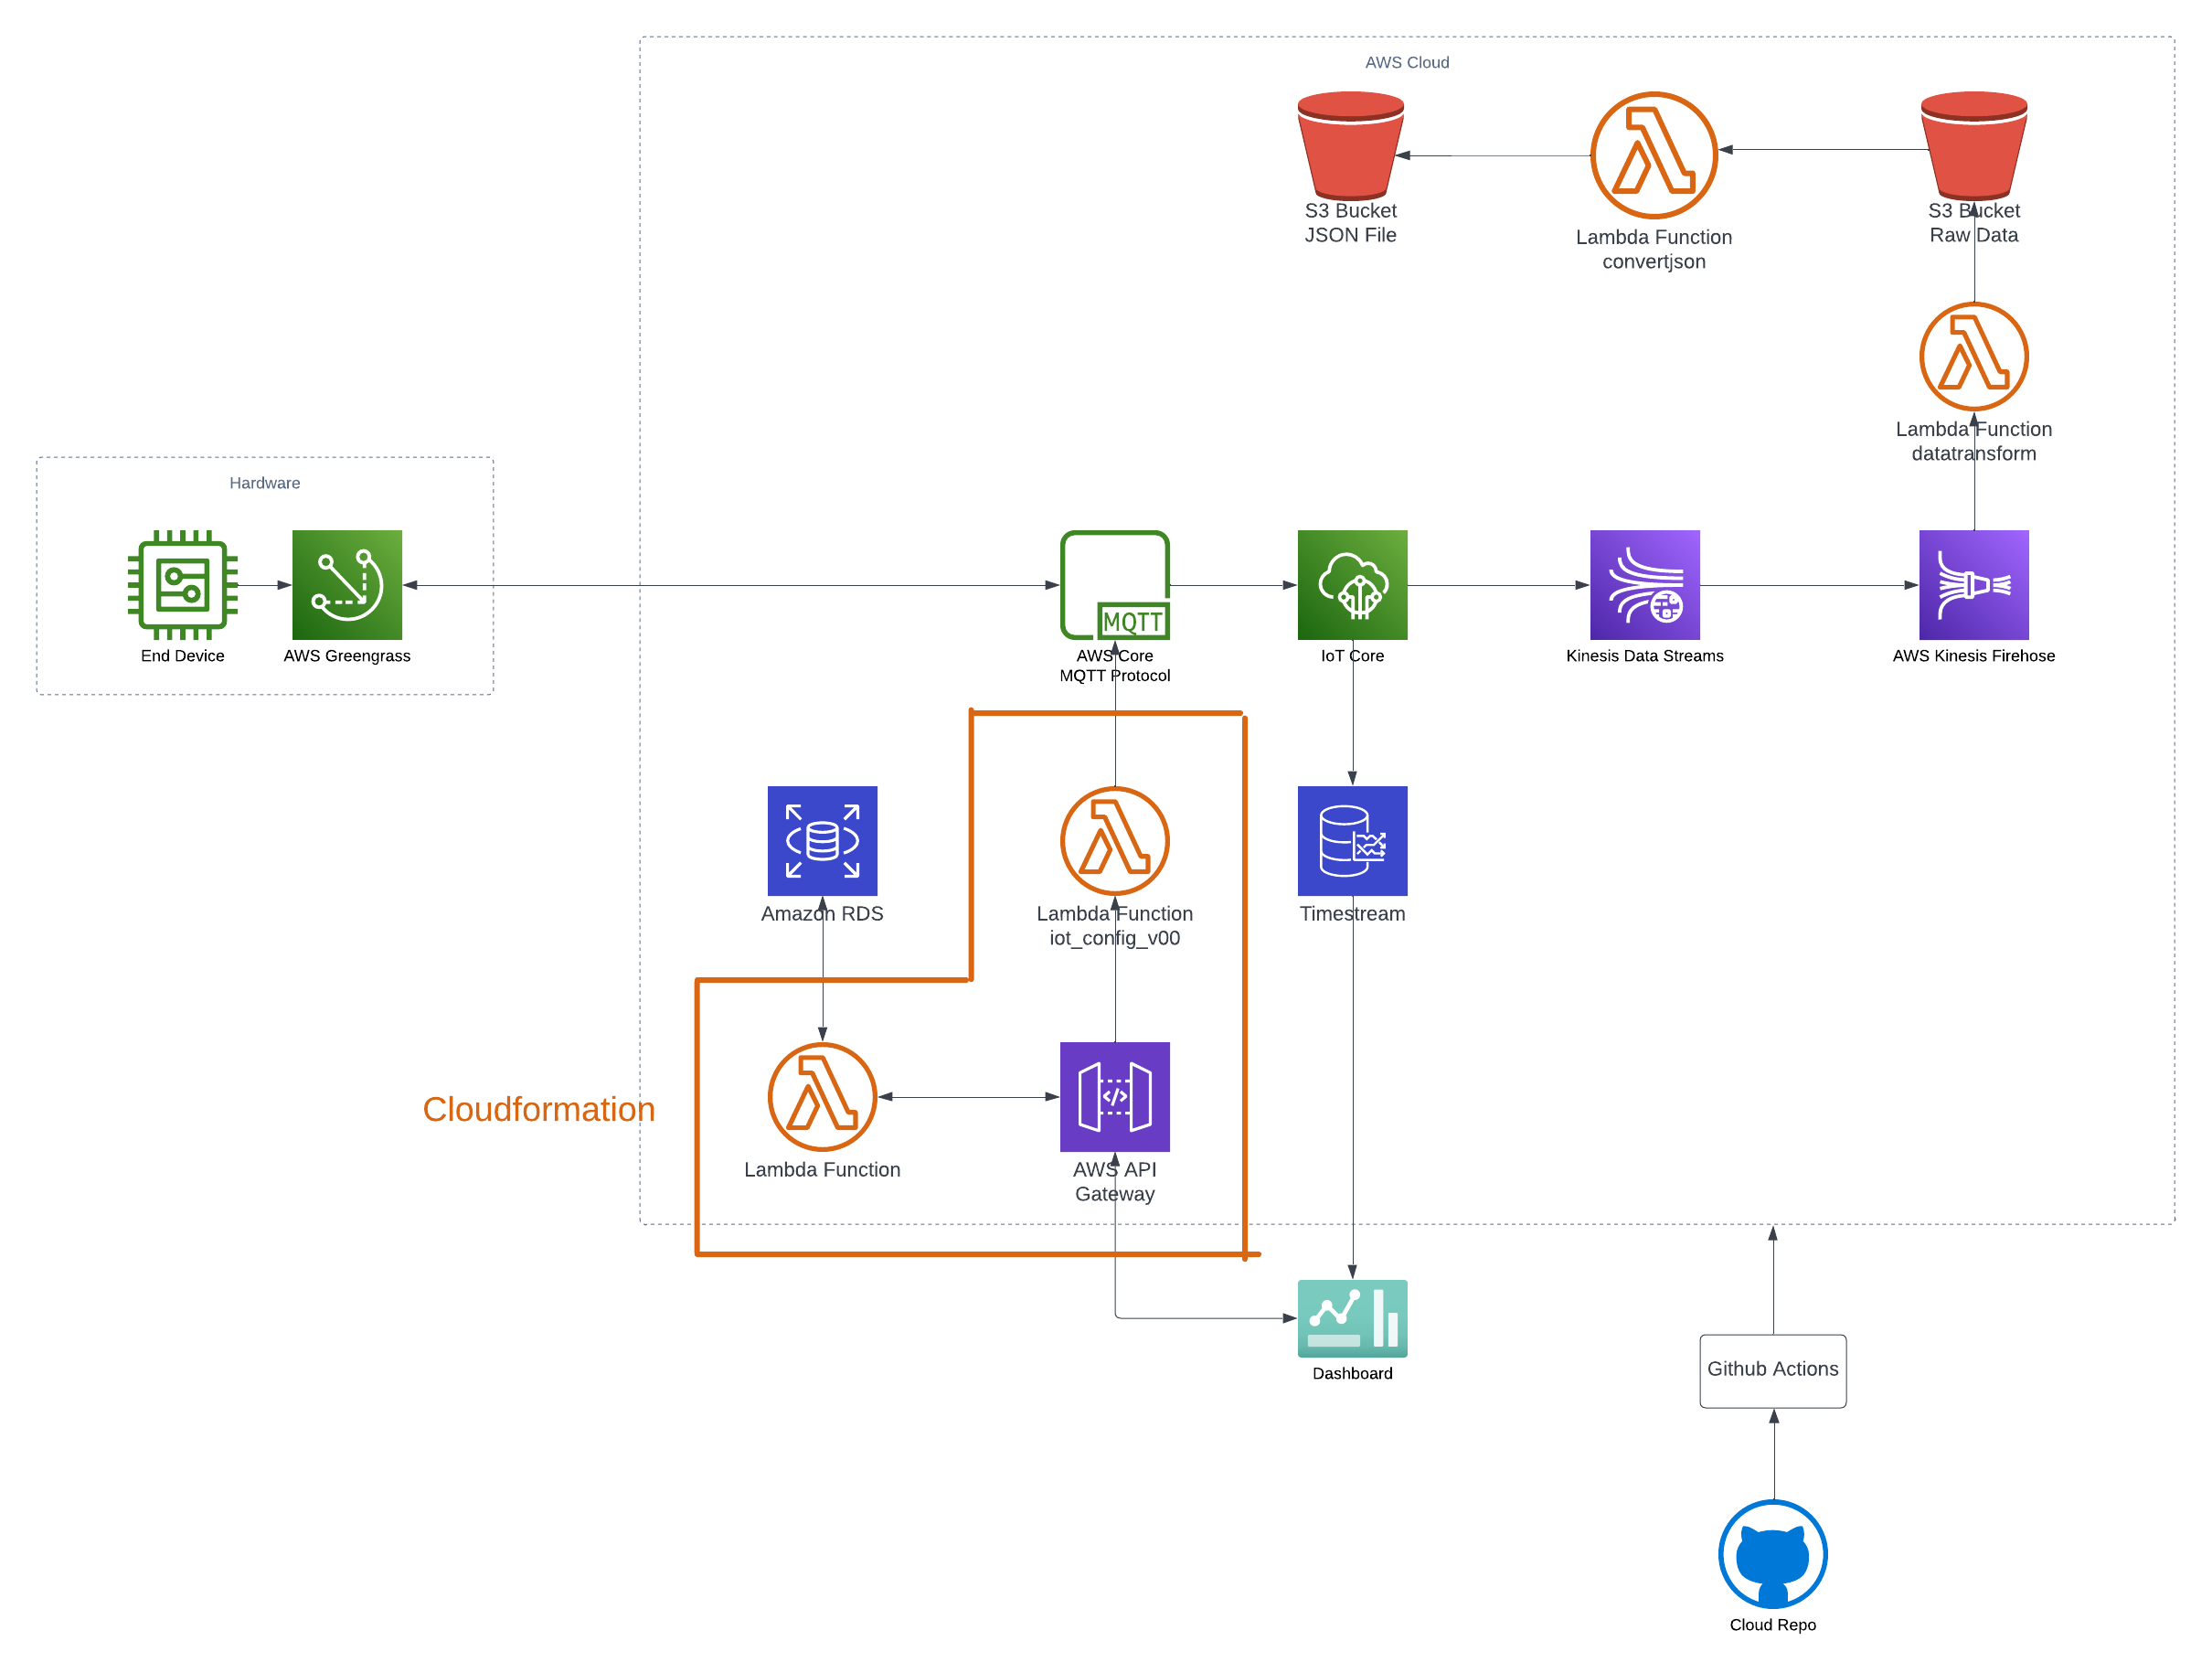 AWS Cloud
S3 Bucket
JSON File
Lambda Function
convertjson
S3 Bucket
Raw Data
Lambda Function
datatransform
Hardware
End Device
AWS Greengrass
MQTT
AWS Core
MQTT Protocol
IoT Core
Kinesis Data Streams
AWS Kinesis Firehose
Amazon RDS
Lambda Function
iot_config_v00
Timestream
Cloudformation
Lambda Function
AWS API
Gateway
Dashboard
Github Actions
Cloud Repo